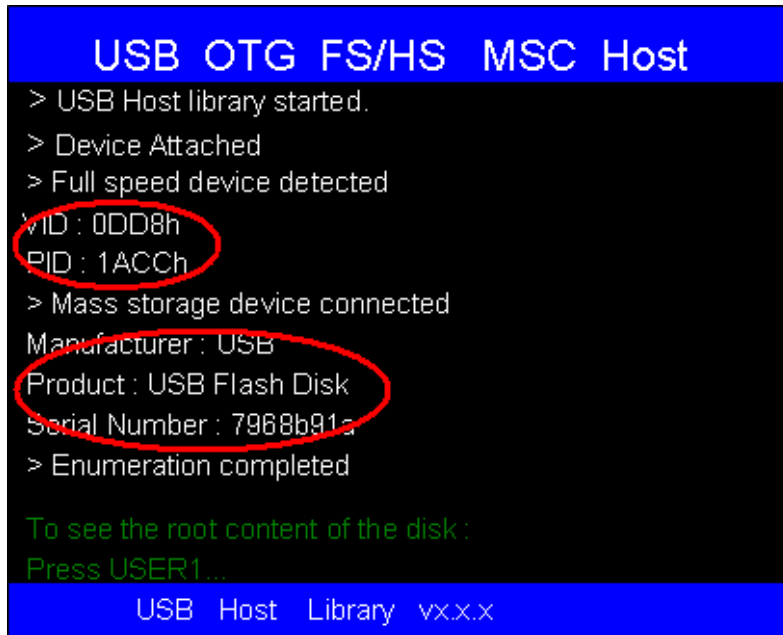 USB OTG FS/HS MSC Host
> USB Host library started.
> Device Attached
> Full speed device detected
VID : 0DD8h
PID : 1ACCh
> Mass storage device connected
Manufacturer : USB
Product : USB Flash Disk
Serial Number : 7968b91a
> Enumeration completed
To see the root content of the disk :
Press USER1...
USB Host Library vx.x.x